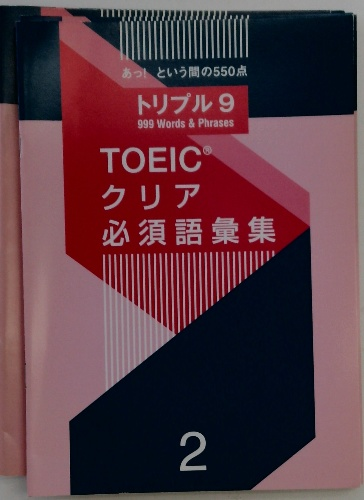 あっ! という間の550点
トリプル9
999 Words & Phrases
TOEIC®
クリア
必須語彙集
2